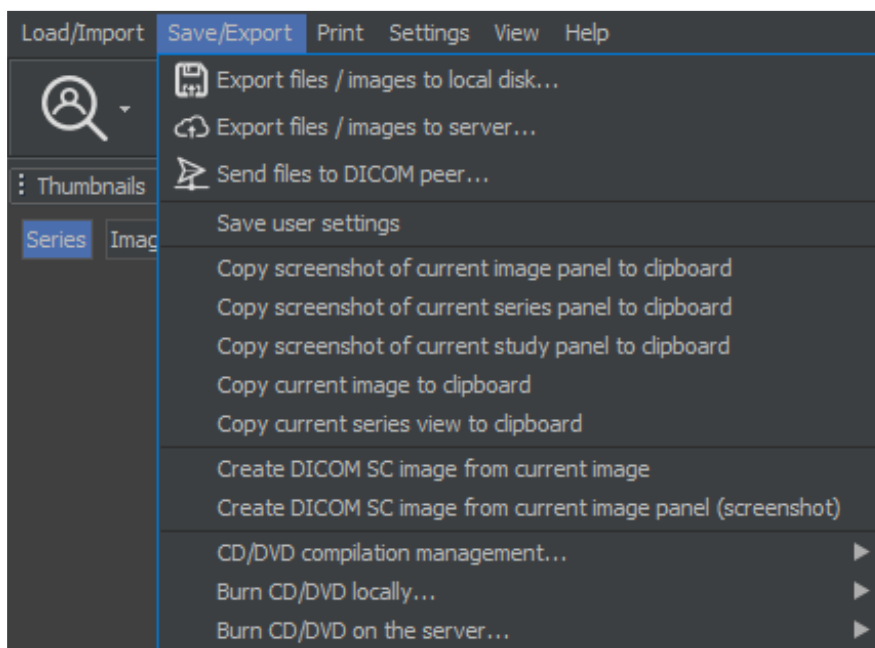 Load/Import Save/Export Print Settings View Help
Export files / images to local disk...
Export files / images to server...
Send files to DICOM peer...
Thumbnails
Save user settings
Series Imag
Copy screenshot of current image panel to clipboard
Copy screenshot of current series panel to clipboard
Copy screenshot of current study panel to clipboard
Copy current image to clipboard
Copy current series view to clipboard
Create DICOM SC image from current image
Create DICOM SC image from current image panel (screenshot)
CD/DVD compilation management...
Burn CD/DVD locally...
Burn CD/DVD on the server...